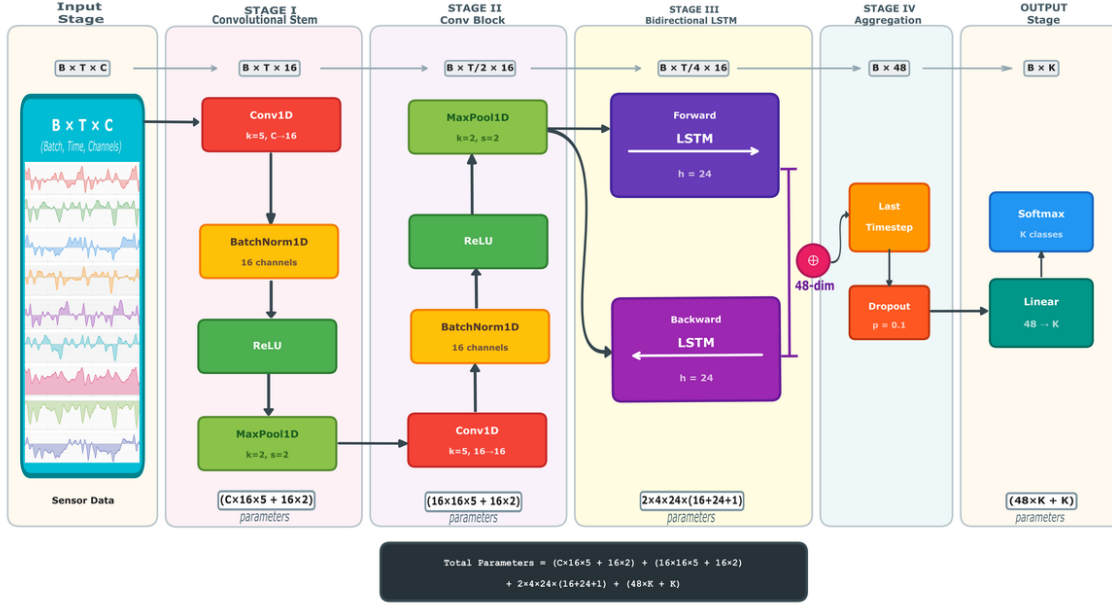 Input
Stage
B × T × C
B × T × C
(Batch, Time, Channels)
Sensor Data
STAGE I
Convolutional Stem
B × T × 16
Conv1D
k=5, C→16
BatchNorm1D
16 channels
ReLU
MaxPool1D
k=2, s=2
(C×16×5 + 16×2)
parameters
STAGE II
Conv Block
B × T/2 × 16
MaxPool1D
k=2, s=2
ReLU
BatchNorm1D
16 channels
Conv1D
k=5, 16→16
(16×16×5 + 16×2)
parameters
STAGE III
Bidirectional LSTM
B × T/4 × 16
Forward
LSTM
h = 24
Backward
LSTM
h = 24
2×4×24×(16+24+1)
parameters
⊕
48-dim
STAGE IV
Aggregation
B × 48
Last
Timestep
Dropout
p = 0.1
OUTPUT
Stage
B × K
Softmax
K classes
Linear
48 → K
(48×K + K)
parameters
Total Parameters = (C×16×5 + 16×2) + (16×16×5 + 16×2)
+ 2×4×24×(16+24+1) + (48×K + K)